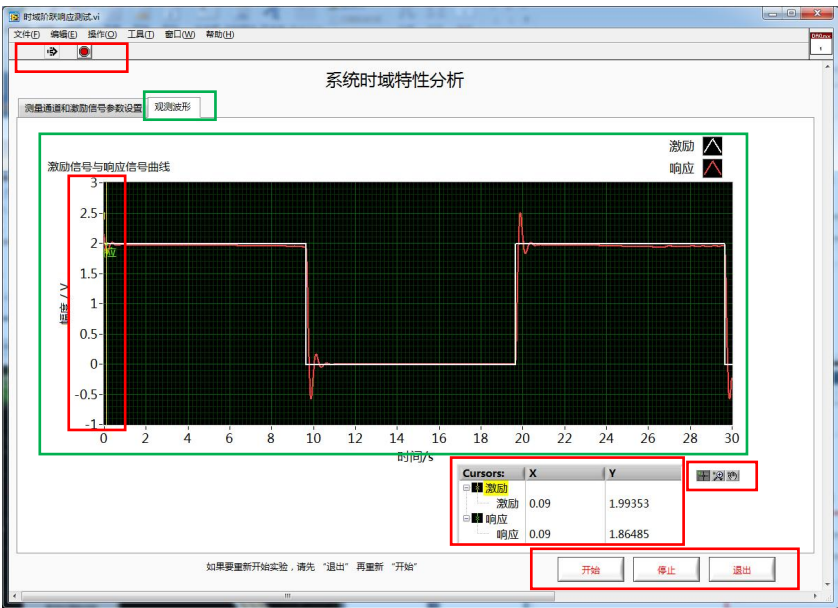 时域阶跃响应测试.vi
文件(F) 编辑(E) 操作(O) 工具(T) 窗口(W) 帮助(H)
系统时域特性分析
测量通道和激励信号参数设置 观测波形
激励
响应
激励信号与响应信号曲线
幅度 / V
3
2.5
2
1.5
1
0.5
0
-0.5
-1
应
0 2 4 6 8 10 12 14 16 18 20 22 24 26 28 30
时间/s
Cursors: X Y
激励
激励 0.09 1.99353
响应
响应 0.09 1.86485
如果要重新开始实验，请先 “退出” 再重新 “开始”
开始 停止 退出